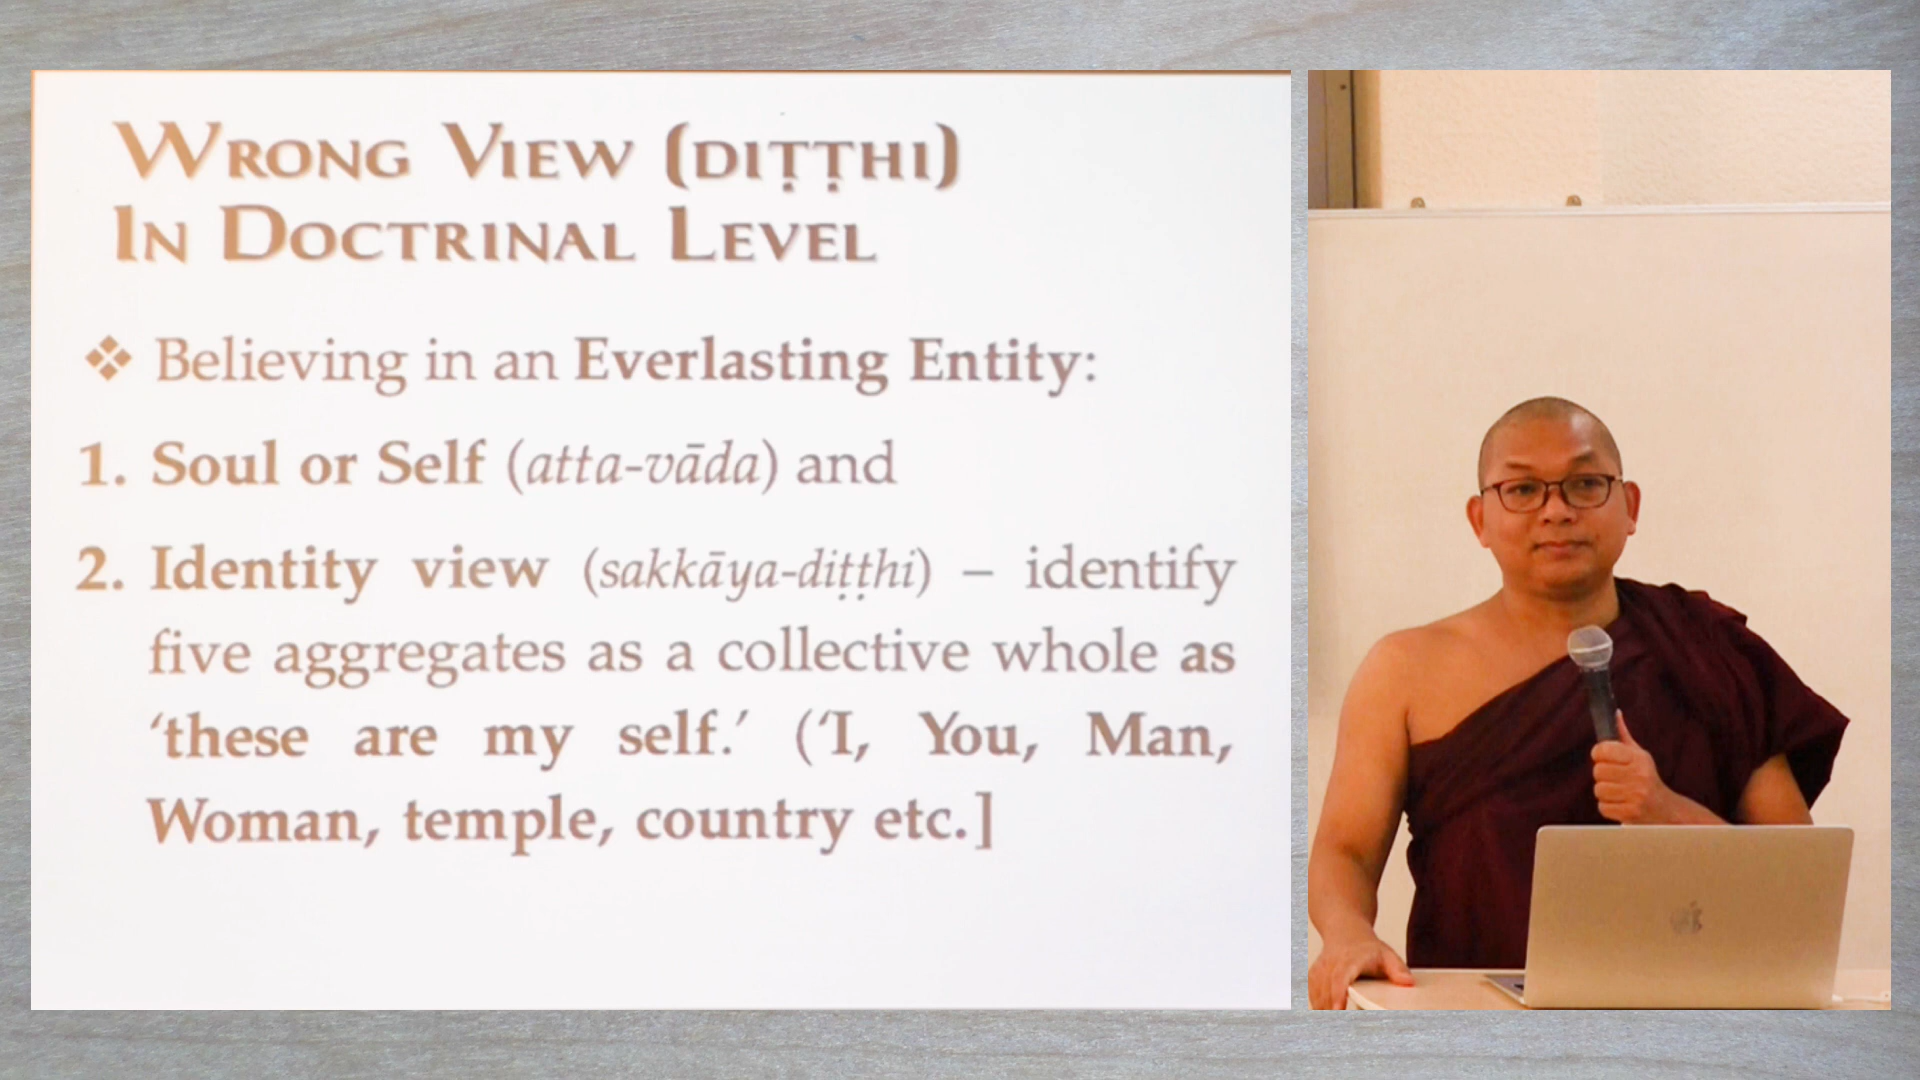 WRONG VIEW (DIṬṬHI)
IN DOCTRINAL LEVEL
❖ Believing in an Everlasting Entity:
1. Soul or Self (atta-vāda) and
2. Identity view (sakkāya-diṭṭhi) – identify
five aggregates as a collective whole as
‘these are my self.’ (‘I, You, Man,
Woman, temple, country etc.]